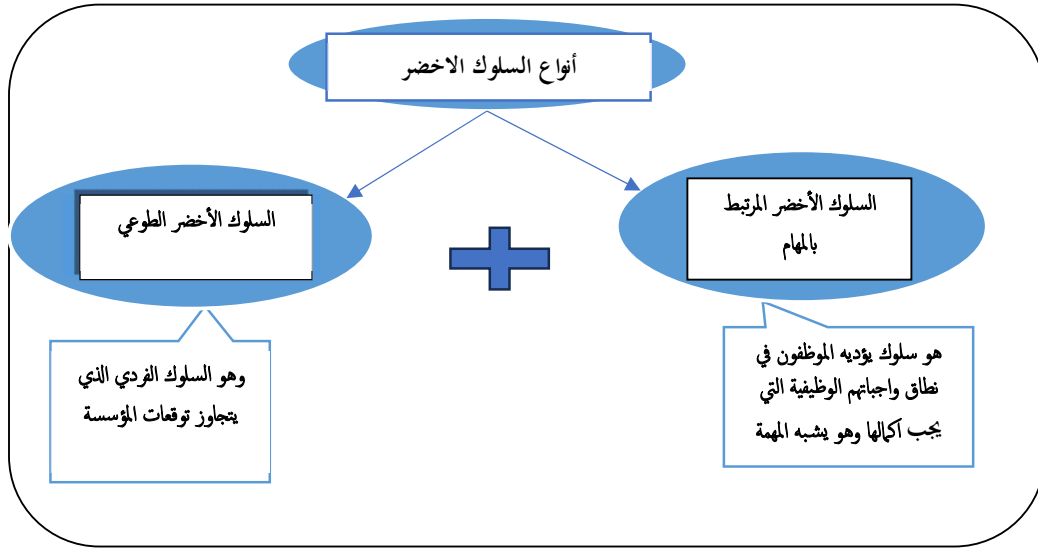 أنواع السلوك الاخضر
السلوك الأخضر المرتبط
بالمهام
السلوك الأخضر الطوعي
هو سلوك يؤديه الموظفون في
نطاق واجباتهم الوظيفية التي
يجب اكمالها وهو يشبه المهمة
وهو السلوك الفردي الذي
يتجاوز توقعات المؤسسة